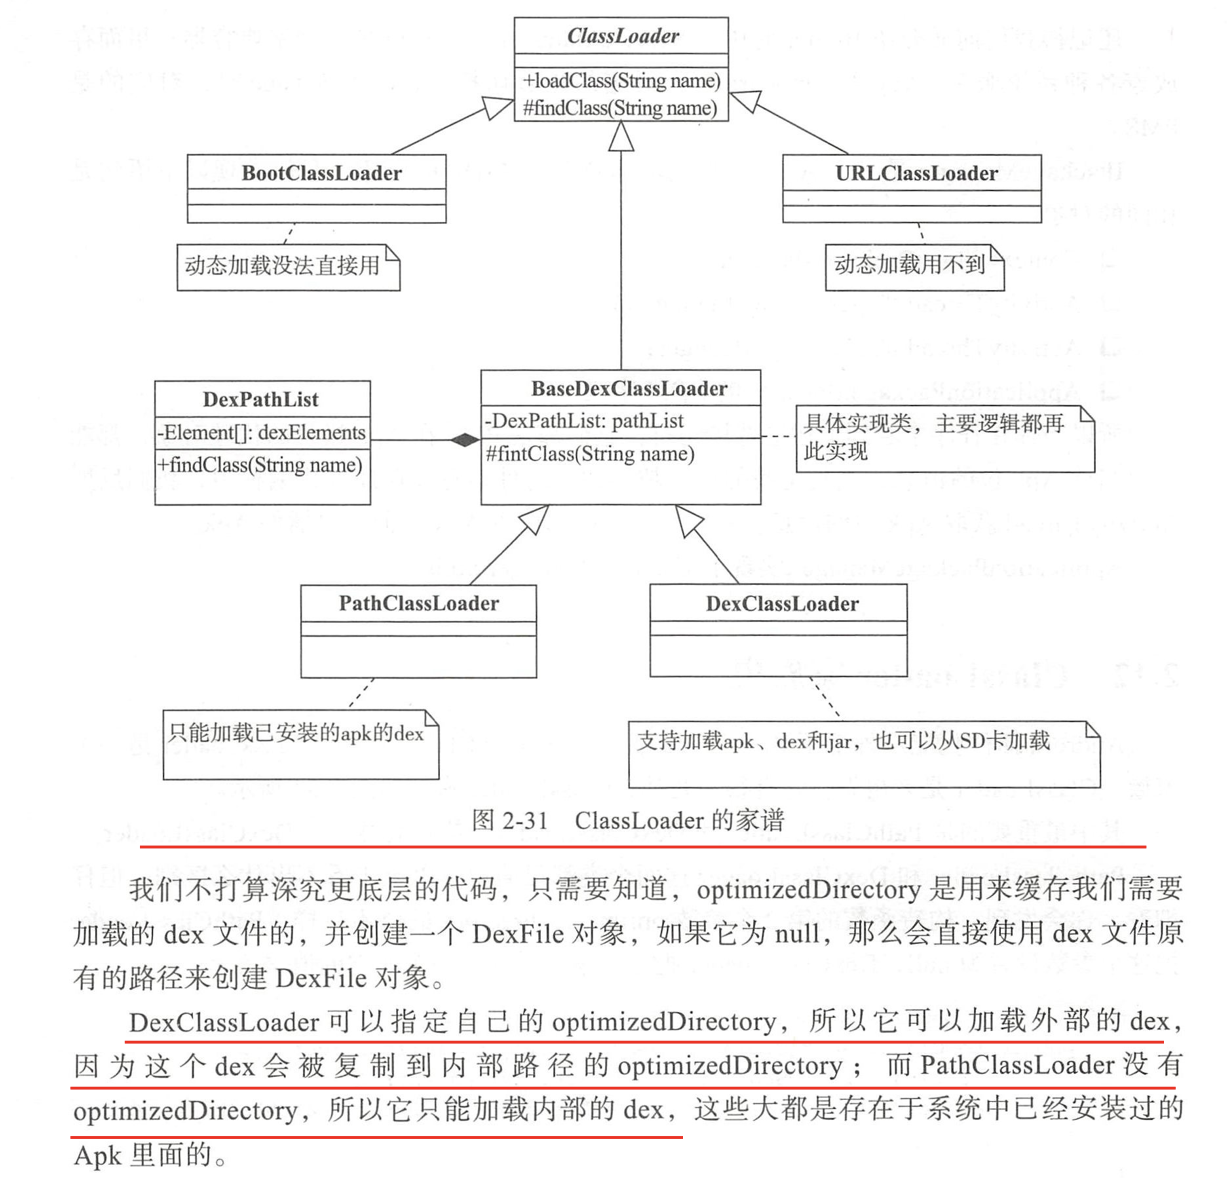 ClassLoader
+loadClass(String name)
#findClass(String name)
BootClassLoader
URLClassLoader
动态加载没法直接用
动态加载用不到
DexPathList
-Element[]: dexElements
+findClass(String name)
BaseDexClassLoader
-DexPathList: pathList
#fintClass(String name)
具体实现类，主要逻辑都再
此实现
PathClassLoader
DexClassLoader
只能加载已安装的apk的dex
支持加载apk、dex和jar，也可以从SD卡加载
图 2-31 ClassLoader 的家谱
我们不打算深究更底层的代码，只需要知道，optimizedDirectory 是用来缓存我们需要
加载的 dex 文件的，并创建一个 DexFile 对象，如果它为 null，那么会直接使用 dex 文件原
有的路径来创建 DexFile 对象。
DexClassLoader 可以指定自己的 optimizedDirectory，所以它可以加载外部的 dex，
因为这个 dex 会被复制到内部路径的 optimizedDirectory；而 PathClassLoader 没有
optimizedDirectory，所以它只能加载内部的 dex，这些大都是存在于系统中已经安装过的
Apk 里面的。